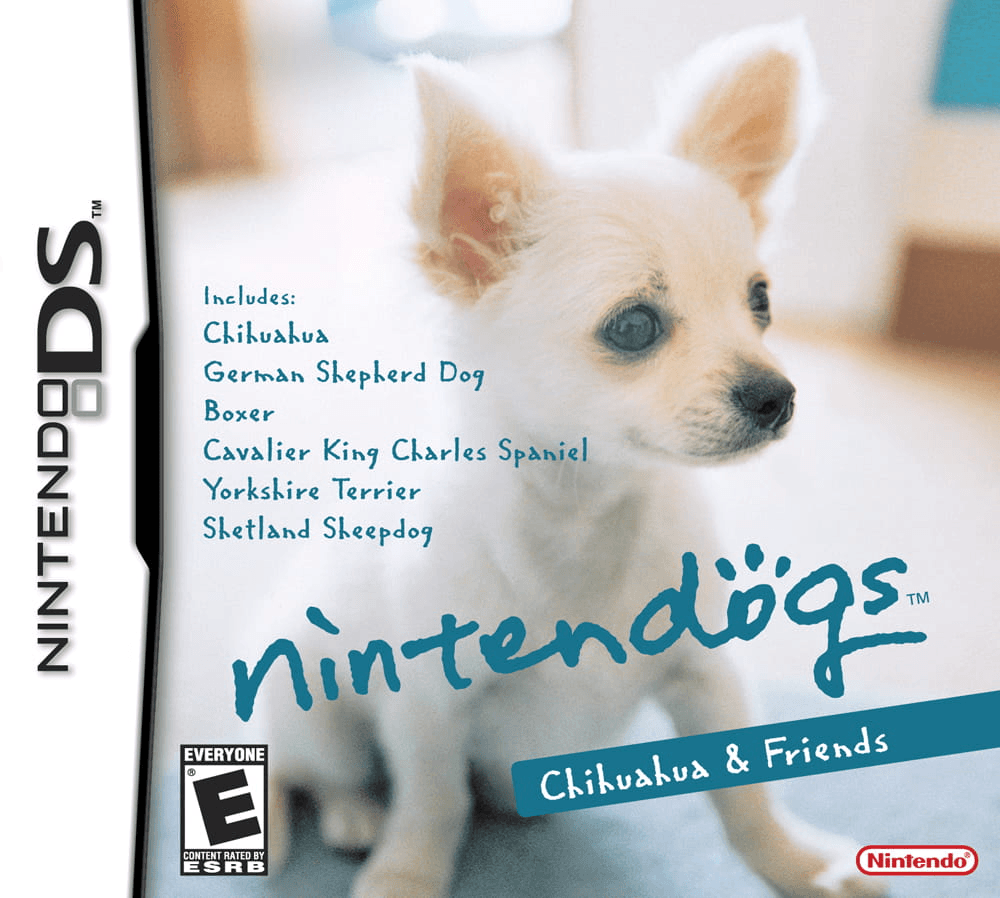 NINTENDO DS™
Includes:
Chihuahua
German Shepherd Dog
Boxer
Cavalier King Charles Spaniel
Yorkshire Terrier
Shetland Sheepdog
nintendögs™
Chihuahua & Friends
EVERYONE
E®
CONTENT RATED BY
ESRB
Nintendo®